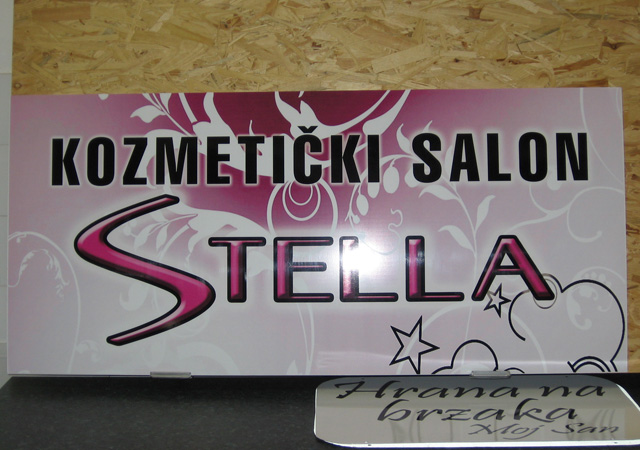 KOZMETIČKI SALON
STELLA
Hrana na
brzaka
Moj San